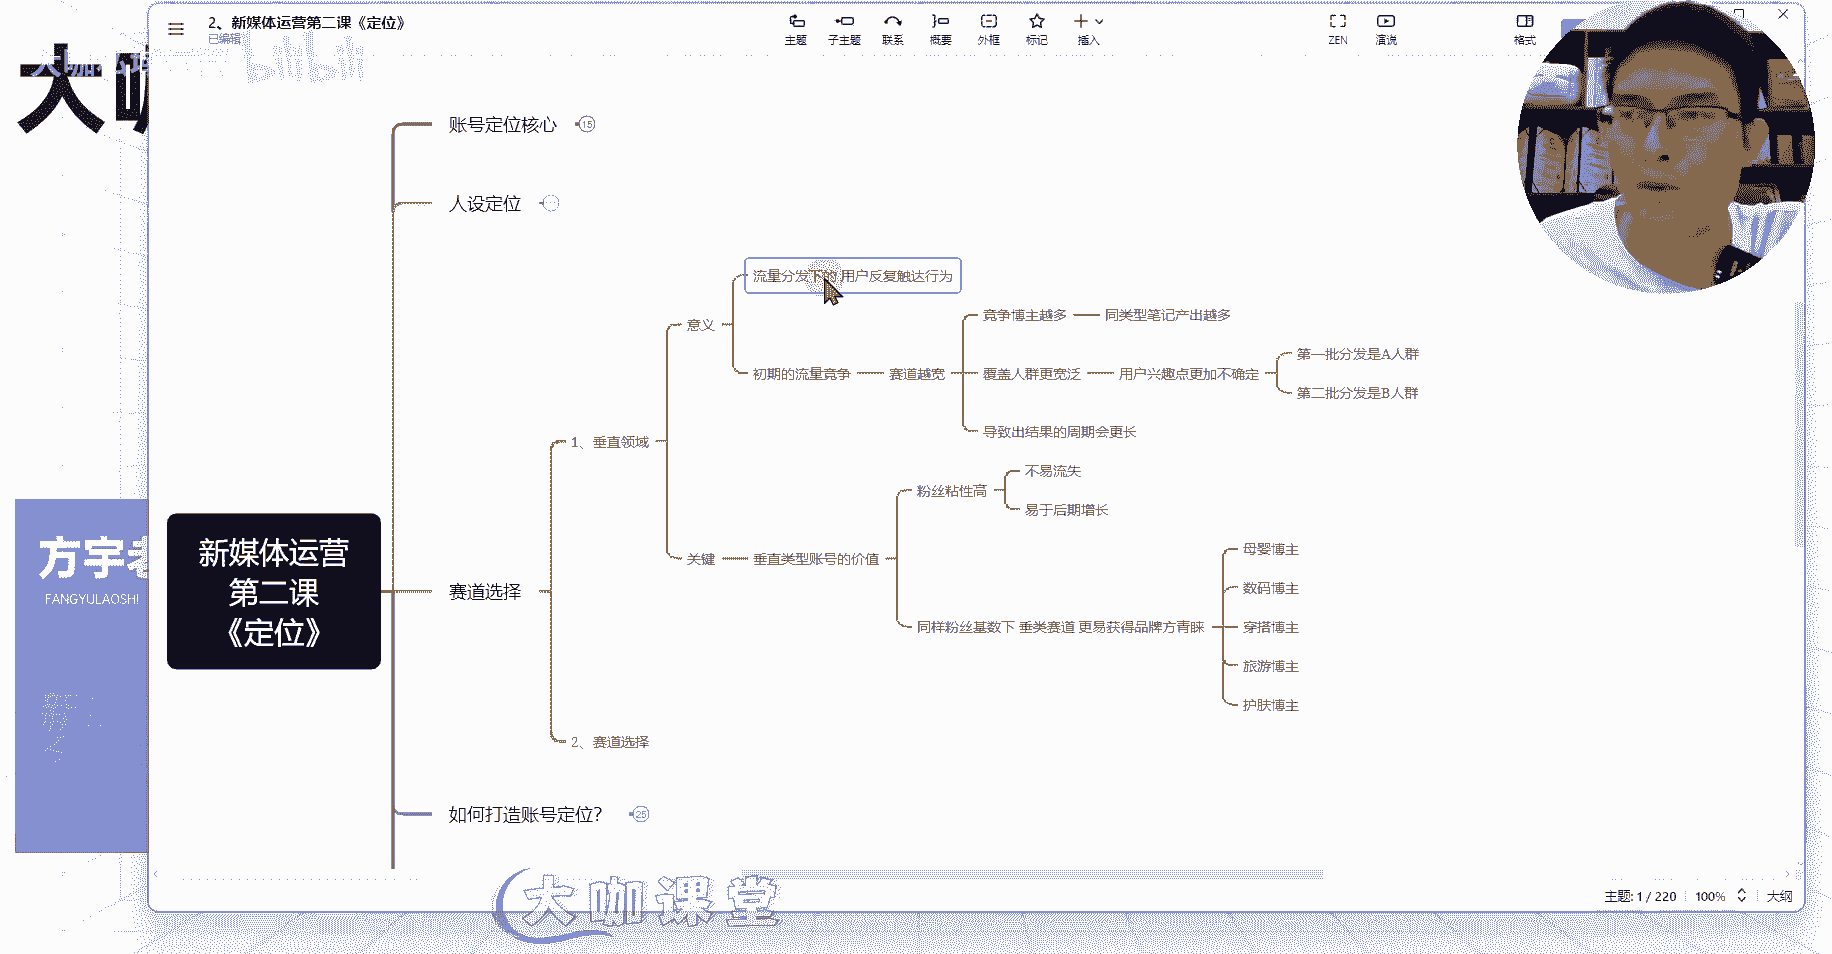 2、新媒体运营第二课《定位》
已编辑
主题
子主题
联系
概要
外框
标记
插入
ZEN
演说
格式
bilibili
大咖
账号定位核心
15
人设定位
流量分发下的 用户反复触达行为
意义
竞争博主越多
同类型笔记产出越多
初期的流量竞争
赛道越宽
覆盖人群更宽泛
用户兴趣点更加不确定
第一批分发是A人群
第二批分发是B人群
导致出结果的周期会更长
1、垂直领域
不易流失
粉丝粘性高
易于后期增长
关键
垂直类型账号的价值
母婴博主
数码博主
同样粉丝基数下 垂类赛道 更易获得品牌方青睐
穿搭博主
旅游博主
护肤博主
方宇老
FANGYULAOSHI
新媒体运营
第二课
《定位》
赛道选择
2、赛道选择
如何打造账号定位？
25
大咖课堂
主题: 1 / 220
100%
大纲